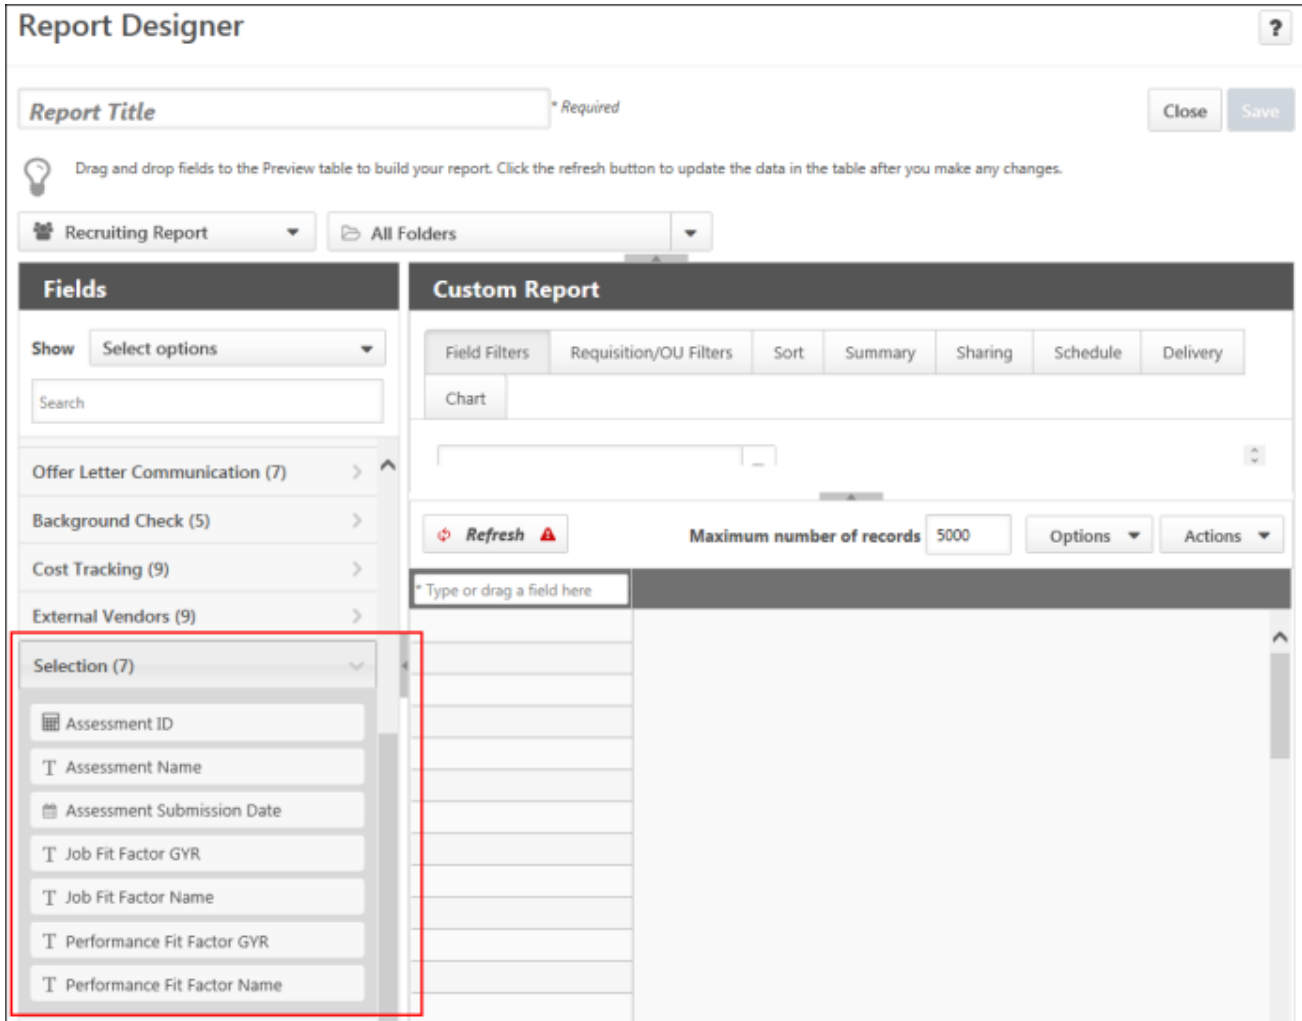 Report Designer
?
Report Title
* Required
Close
Save
Drag and drop fields to the Preview table to build your report. Click the refresh button to update the data in the table after you make any changes.
Recruiting Report
All Folders
Fields
Custom Report
Show
Select options
Search
Field Filters
Requisition/OU Filters
Sort
Summary
Sharing
Schedule
Delivery
Chart
Offer Letter Communication (7)
Background Check (5)
Cost Tracking (9)
External Vendors (9)
Selection (7)
Assessment ID
T Assessment Name
Assessment Submission Date
T Job Fit Factor GYR
T Job Fit Factor Name
T Performance Fit Factor GYR
T Performance Fit Factor Name
Refresh
Maximum number of records
5000
Options
Actions
* Type or drag a field here